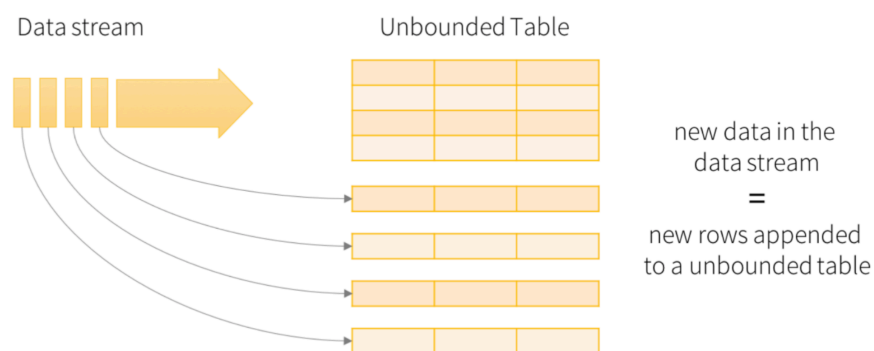 Data stream
Unbounded Table
new data in the
data stream
=
new rows appended
to a unbounded table